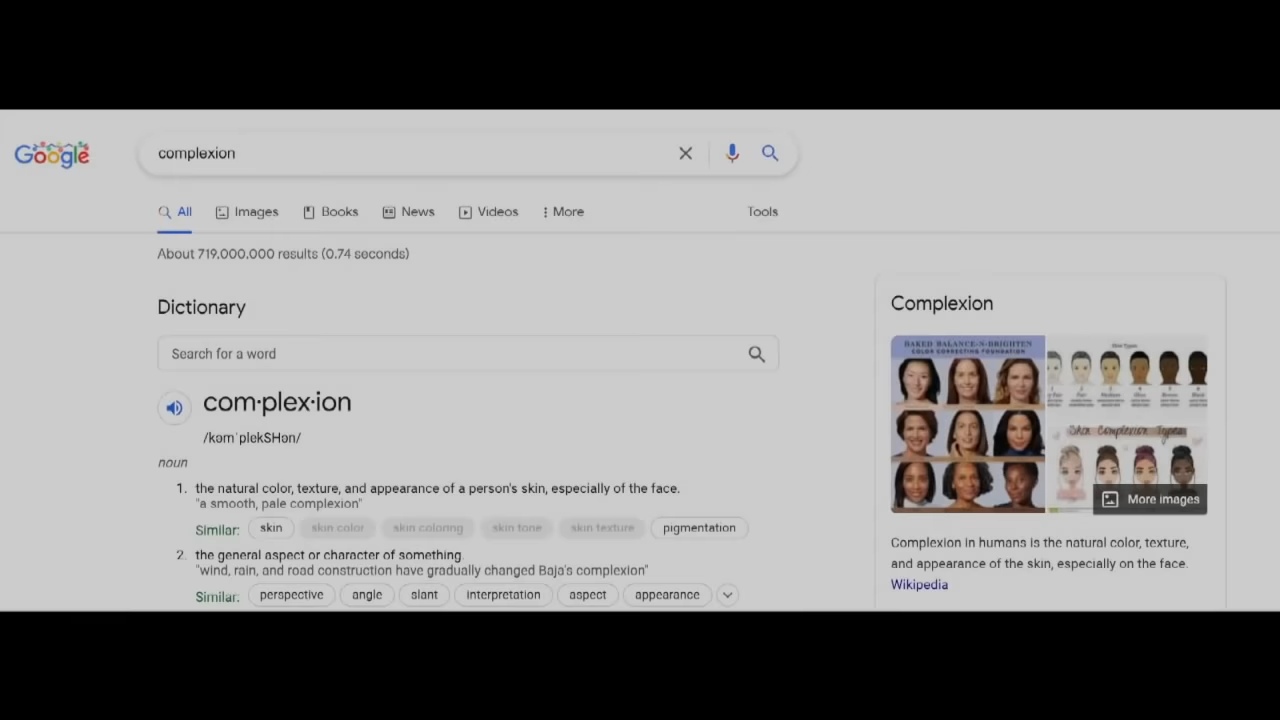 Google
complexion
All Images Books News Videos More Tools
About 719,000,000 results (0.74 seconds)
Dictionary
Search for a word
com·plex·ion
/kəmˈplekSHən/
noun
1. the natural color, texture, and appearance of a person's skin, especially of the face.
"a smooth, pale complexion"
Similar: skin skin color skin coloring skin tone skin texture pigmentation
2. the general aspect or character of something.
"wind, rain, and road construction have gradually changed Baja's complexion"
Similar: perspective angle slant interpretation aspect appearance
Complexion
BAKED BALANCE-N-BRIGHTEN
COLOR CORRECTING FOUNDATION
Skin Types
Skin Complexion Types
More images
Complexion in humans is the natural color, texture,
and appearance of the skin, especially on the face.
Wikipedia